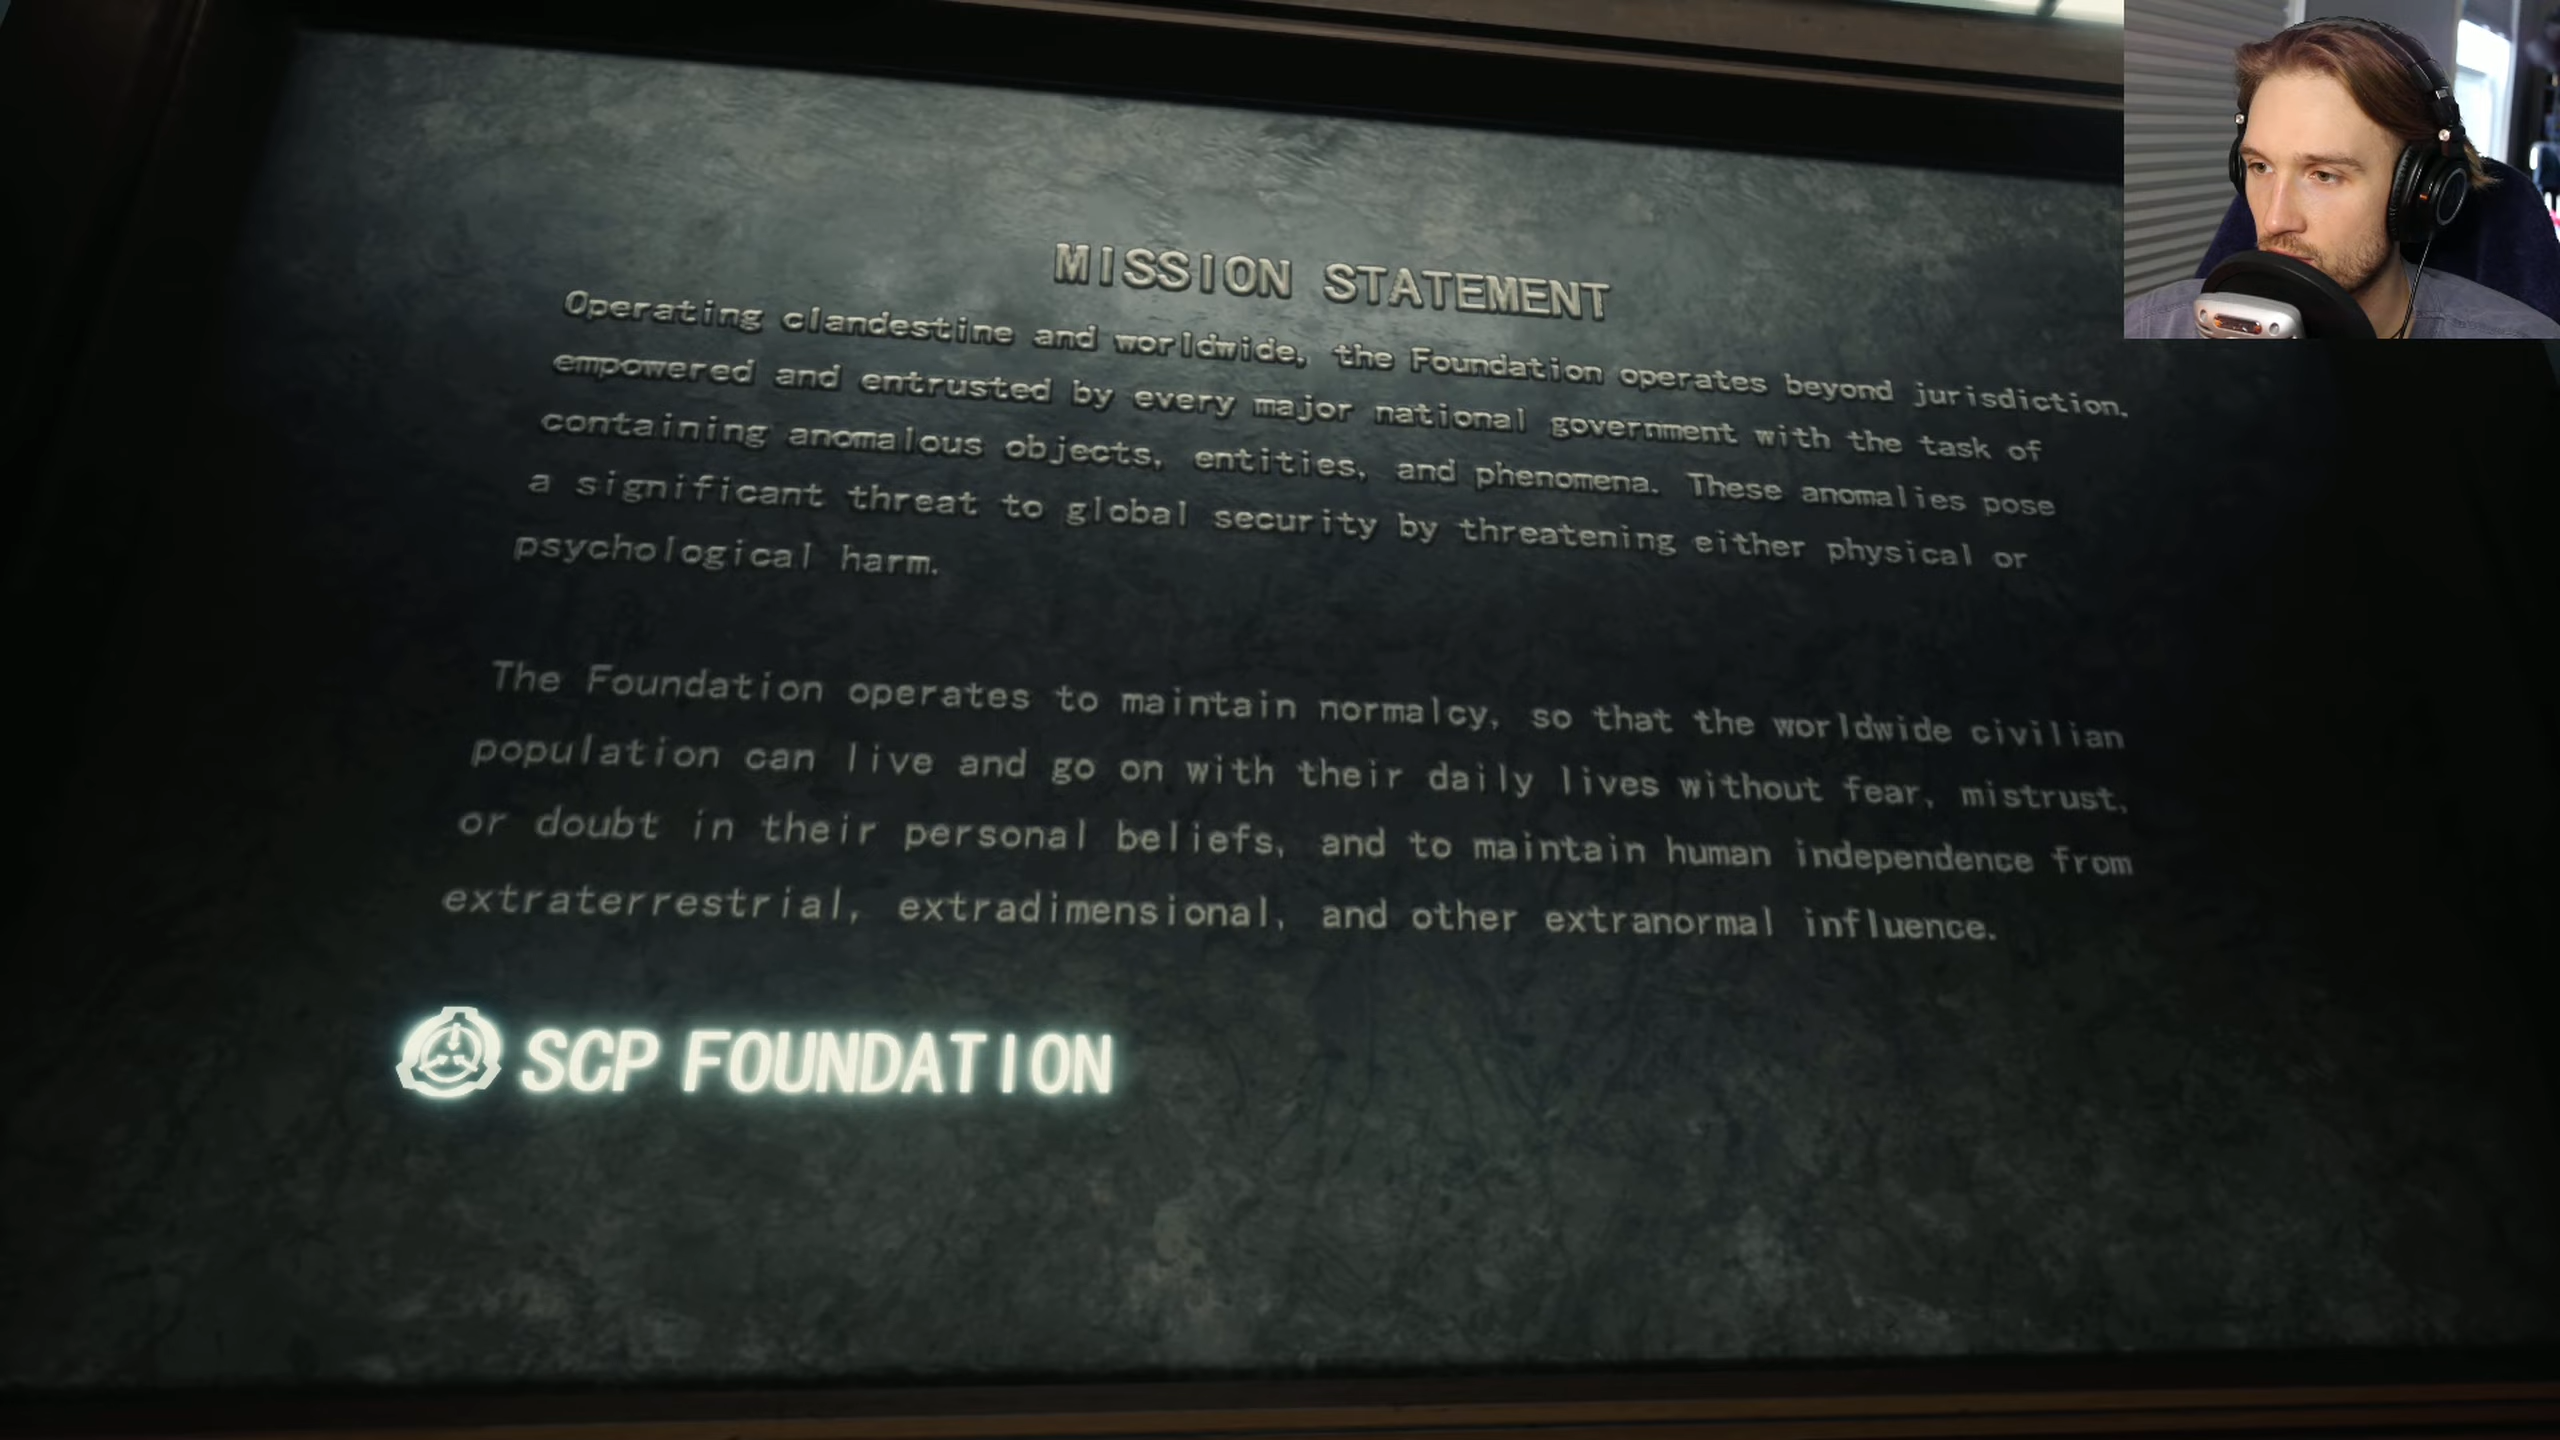 MISSION STATEMENT
Operating clandestine and worldwide, the Foundation operates beyond jurisdiction.
empowered and entrusted by every major national government with the task of
containing anomalous objects, entities, and phenomena. These anomalies pose
a significant threat to global security by threatening either physical or
psychological harm.
The Foundation operates to maintain normalcy, so that the worldwide civilian
population can live and go on with their daily lives without fear, mistrust,
or doubt in their personal beliefs, and to maintain human independence from
extraterrestrial, extradimensional, and other extranormal influence.
SCP FOUNDATION